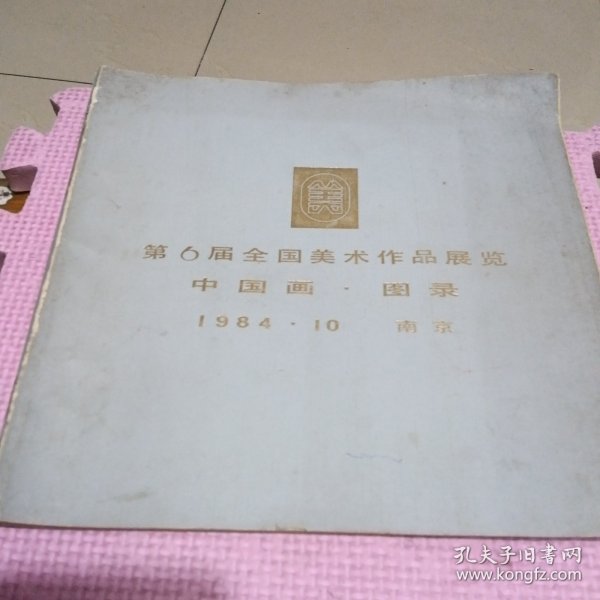 第6届全国美术作品展览
中国画·图录
1984·10 南京
孔夫子旧书网
www.kongfz.com